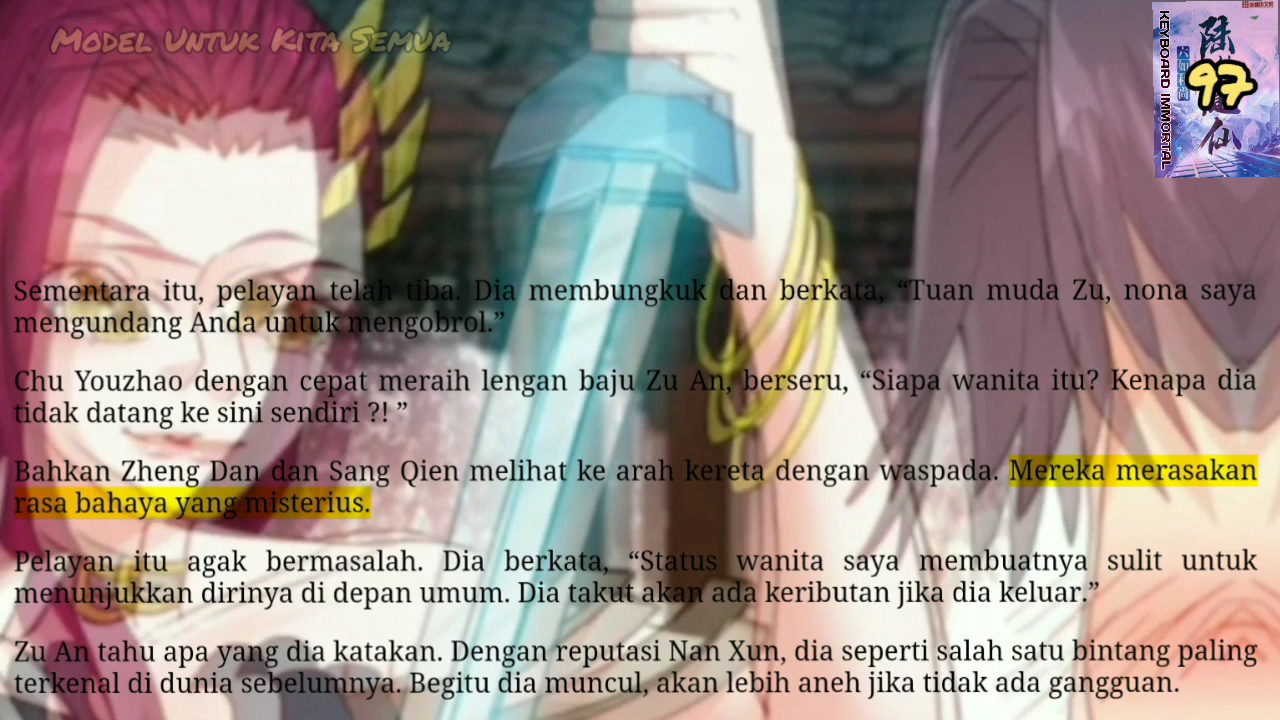 Model Untuk Kita Semua
KEYBOARD IMMORTAL
97
Sementara itu, pelayan telah tiba. Dia membungkuk dan berkata, “Tuan muda Zu, nona saya
mengundang Anda untuk mengobrol.”
Chu Youzhao dengan cepat meraih lengan baju Zu An, berseru, “Siapa wanita itu? Kenapa dia
tidak datang ke sini sendiri ?! ”
Bahkan Zheng Dan dan Sang Qien melihat ke arah kereta dengan waspada. Mereka merasakan
rasa bahaya yang misterius.
Pelayan itu agak bermasalah. Dia berkata, “Status wanita saya membuatnya sulit untuk
menunjukkan dirinya di depan umum. Dia takut akan ada keributan jika dia keluar.”
Zu An tahu apa yang dia katakan. Dengan reputasi Nan Xun, dia seperti salah satu bintang paling
terkenal di dunia sebelumnya. Begitu dia muncul, akan lebih aneh jika tidak ada gangguan.